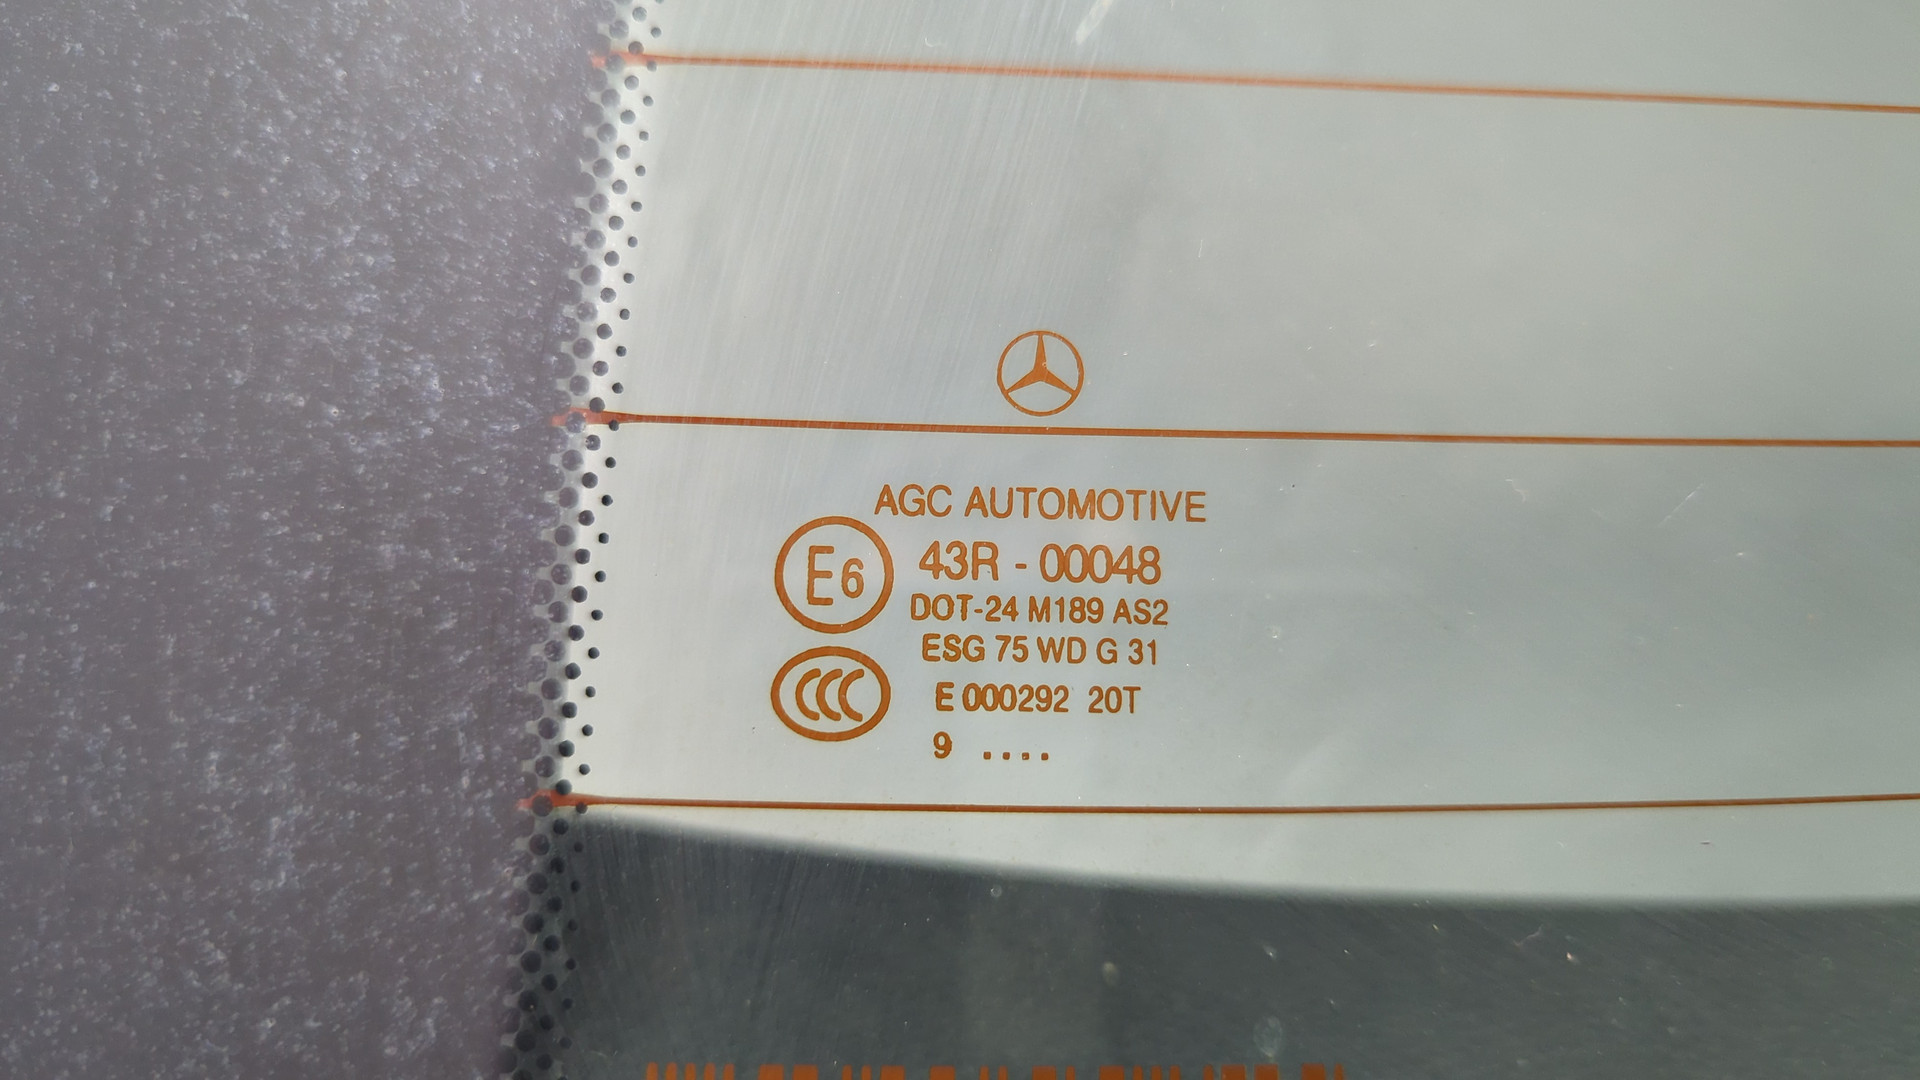 AGC AUTOMOTIVE
E6
43R - 00048
DOT-24 M189 AS2
ESG 75 WD G 31
CCC
E 000292 20T
9 ....